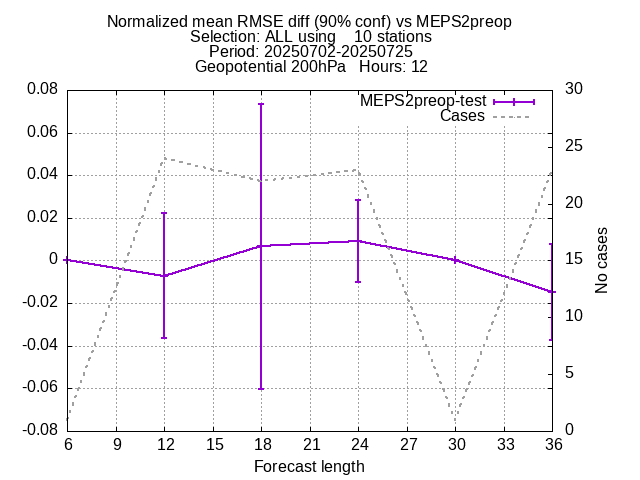 Normalized mean RMSE diff (90% conf) vs MEPS2preop
Selection: ALL using    10 stations
Period: 20250702-20250725
Geopotential 200hPa   Hours: 12
MEPS2preop-test
Cases
0.08
0.06
0.04
0.02
0
-0.02
-0.04
-0.06
-0.08
30
25
20
15
10
5
0
No cases
6 9 12 15 18 21 24 27 30 33 36
Forecast length